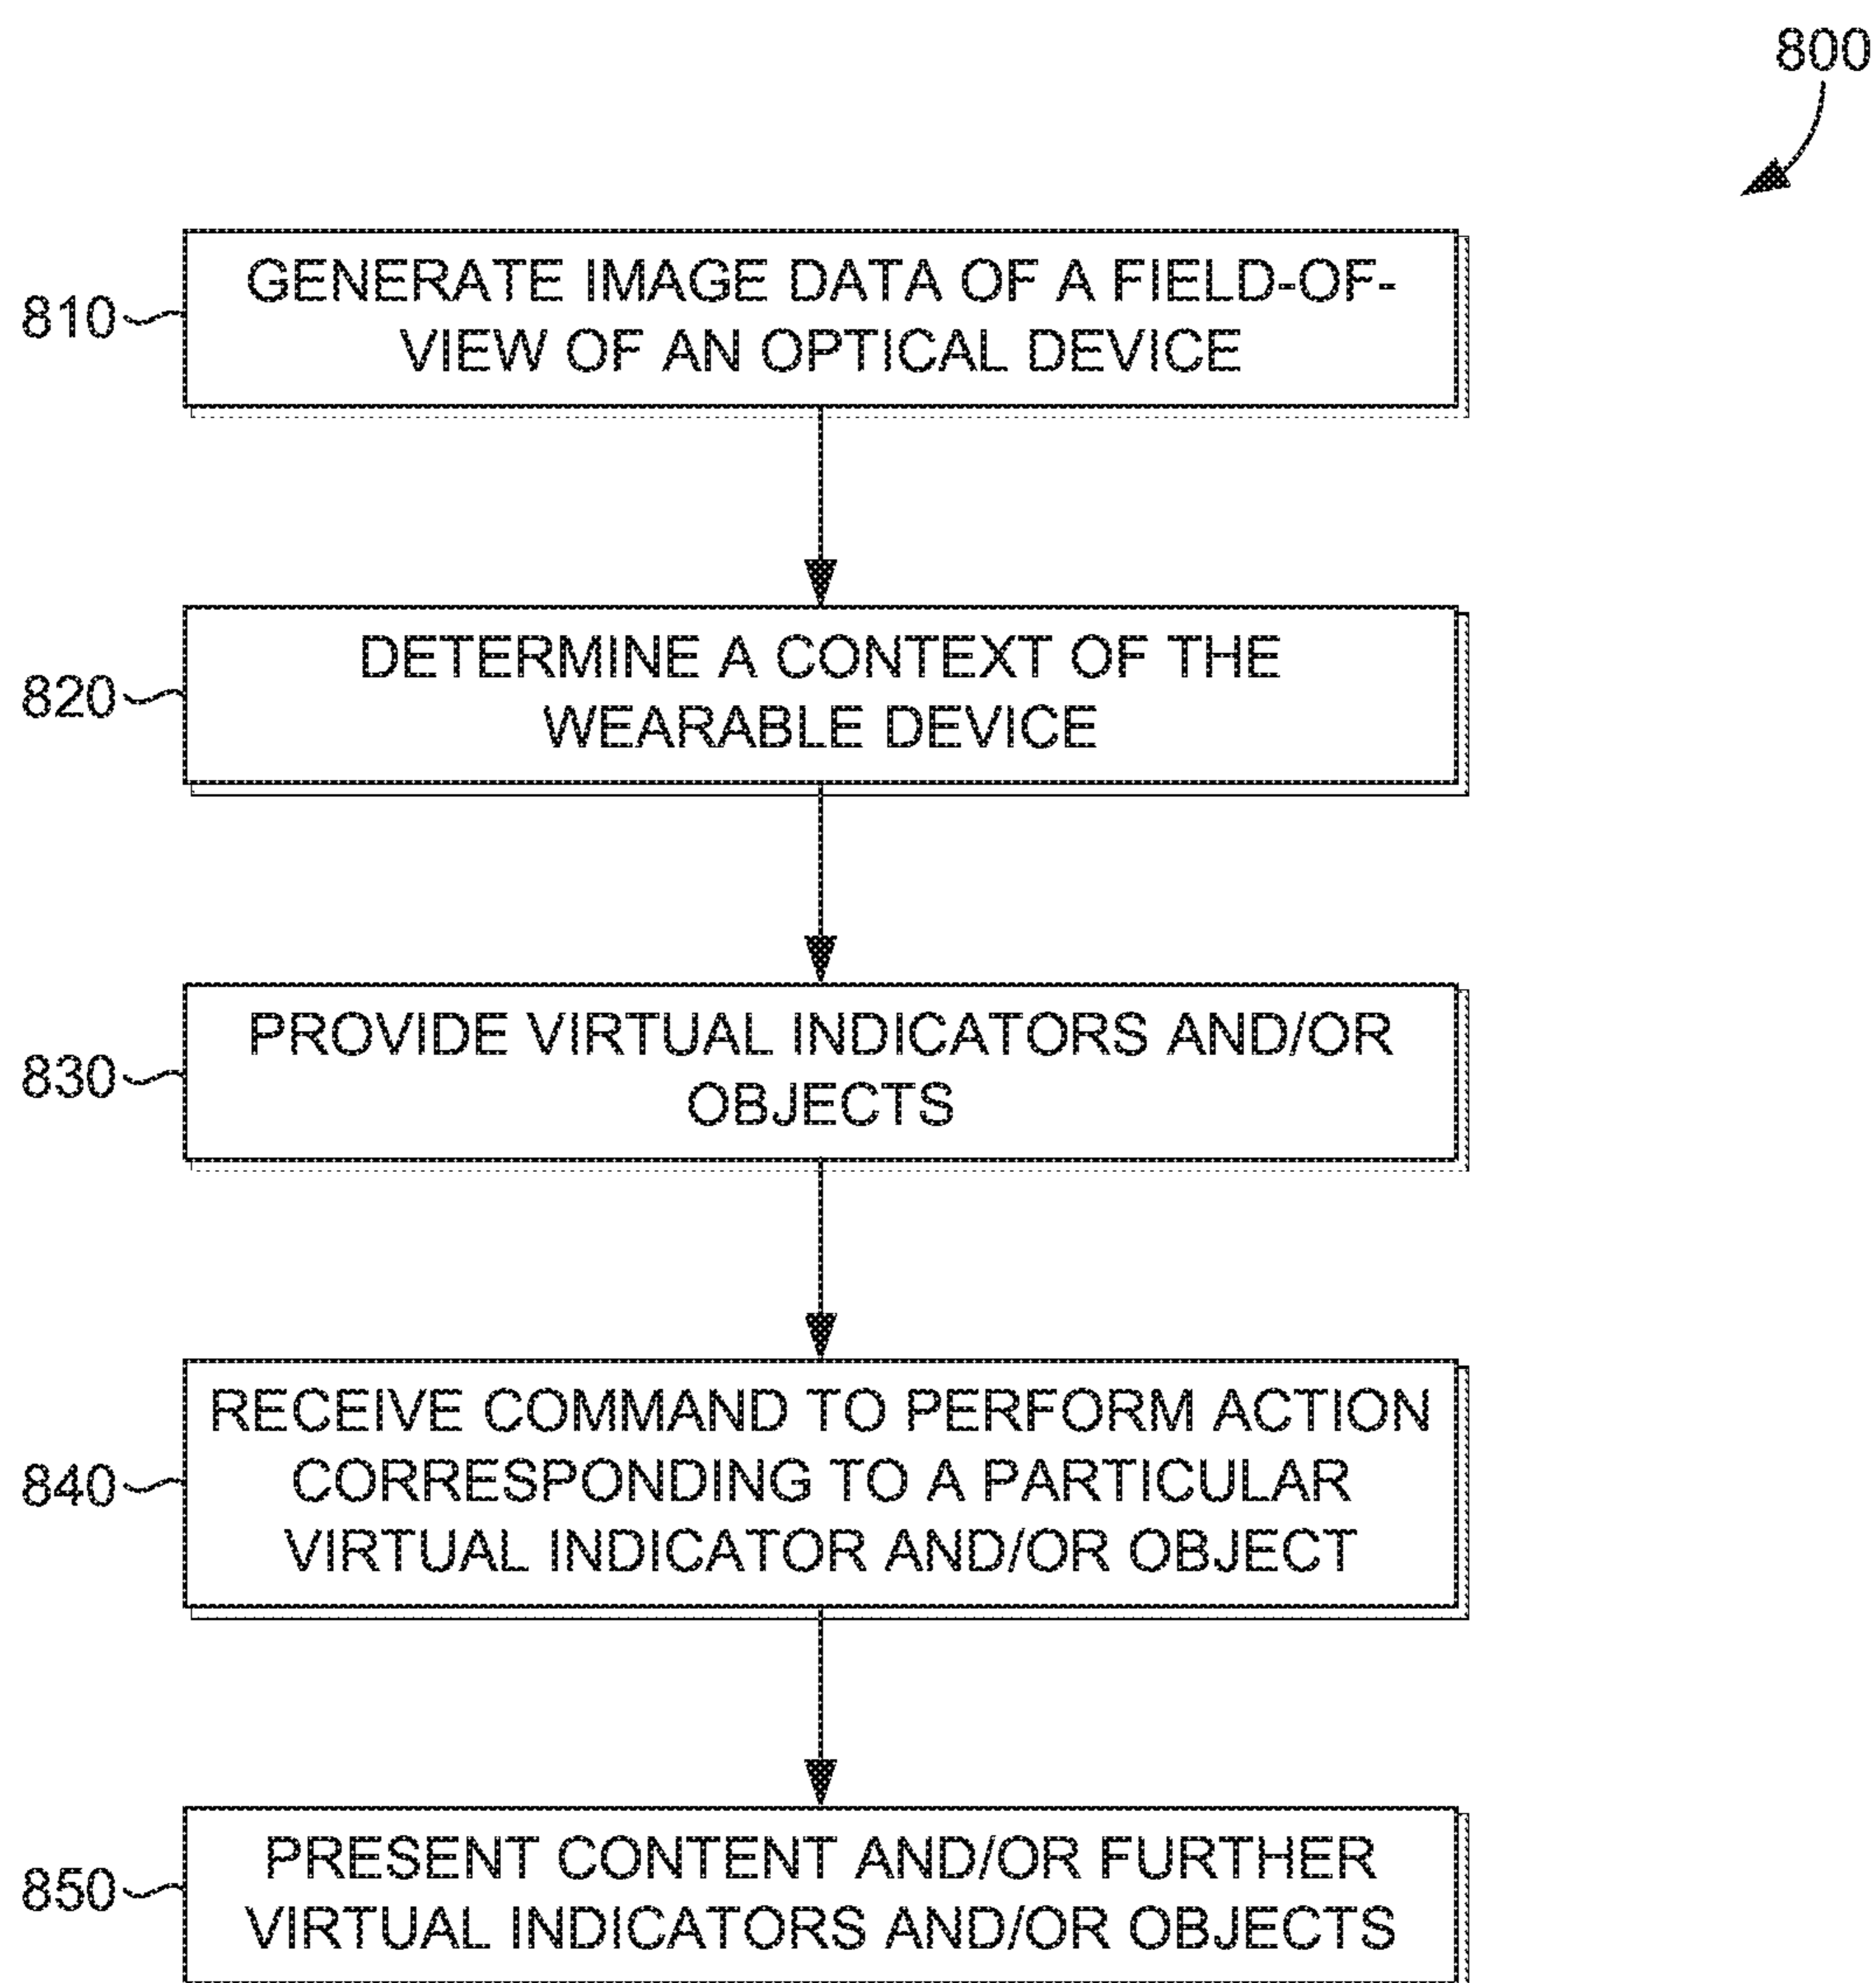 800
810
GENERATE IMAGE DATA OF A FIELD-OF-
VIEW OF AN OPTICAL DEVICE
820
DETERMINE A CONTEXT OF THE
WEARABLE DEVICE
830
PROVIDE VIRTUAL INDICATORS AND/OR
OBJECTS
840
RECEIVE COMMAND TO PERFORM ACTION
CORRESPONDING TO A PARTICULAR
VIRTUAL INDICATOR AND/OR OBJECT
850
PRESENT CONTENT AND/OR FURTHER
VIRTUAL INDICATORS AND/OR OBJECTS